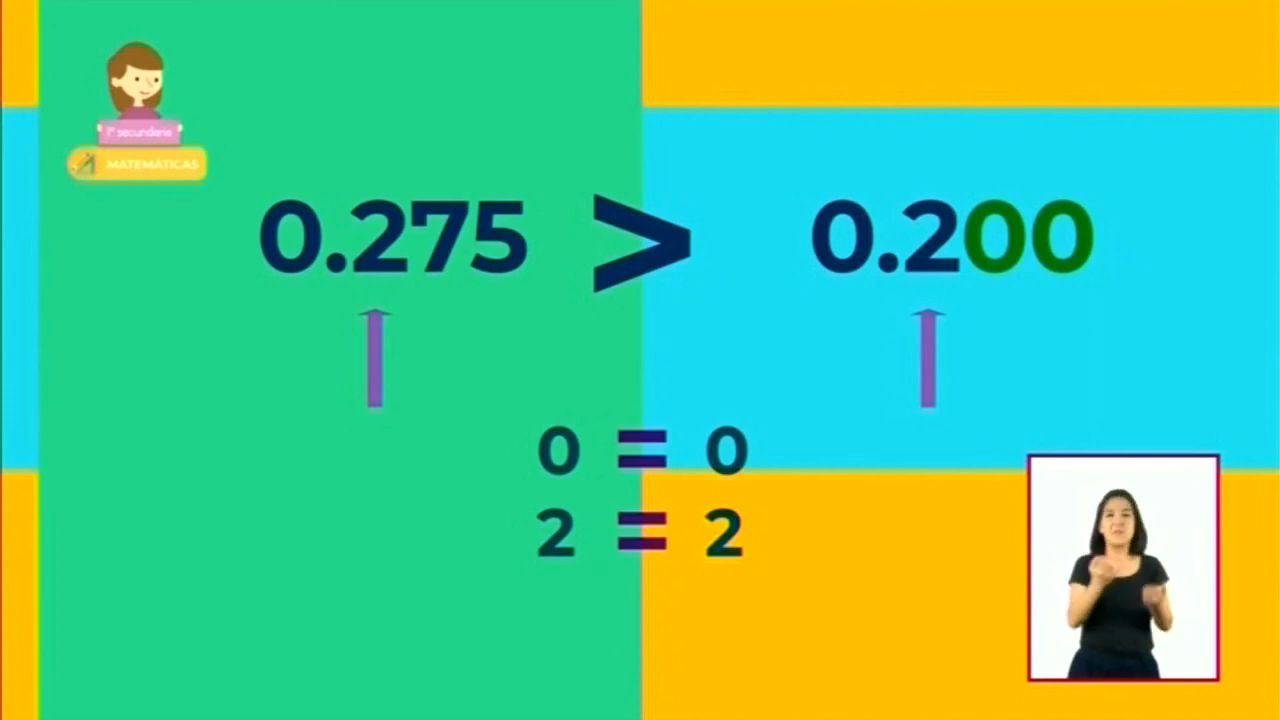 1° secundaria
MATEMÁTICAS
0.275 > 0.200
0 = 0
2 = 2